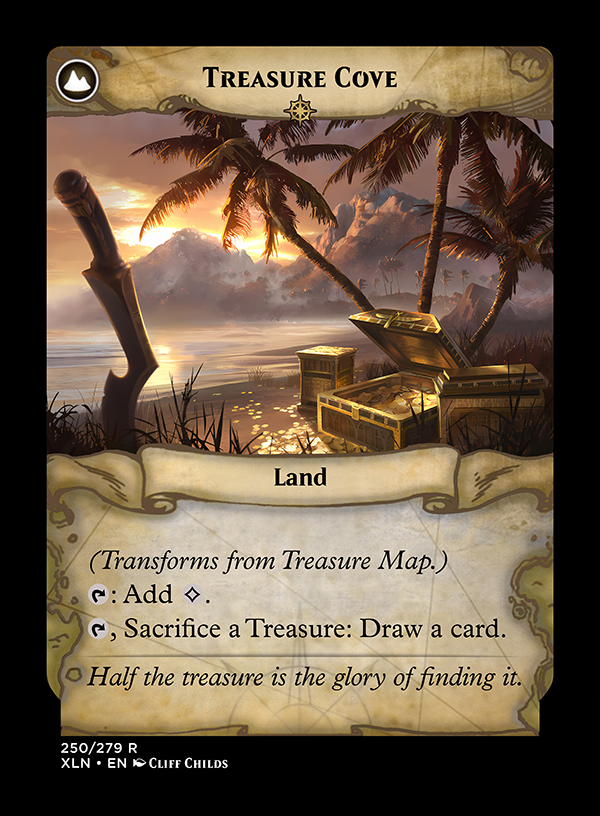 Treasure Cove
Land
(Transforms from Treasure Map.)
: Add .
, Sacrifice a Treasure: Draw a card.
Half the treasure is the glory of finding it.
250/279 R
XLN • EN Cliff Childs